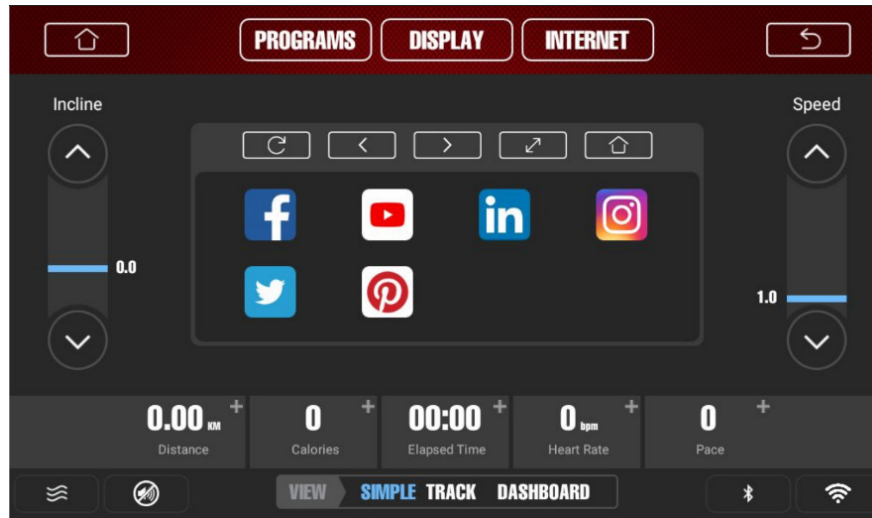 PROGRAMS DISPLAY INTERNET
Incline Speed
f in
0.0
1.0
0.00 KM + 0 + 00:00 + 0 bpm + 0 +
Distance Calories Elapsed Time Heart Rate Pace
VIEW SIMPLE TRACK DASHBOARD